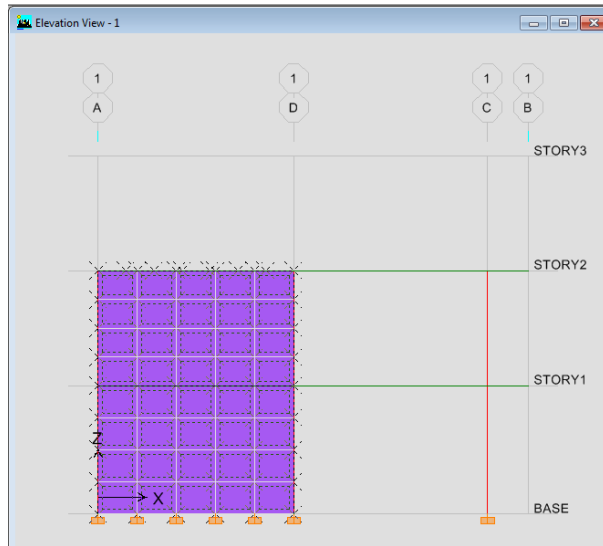 Elevation View - 1
1 1 1 1
A D C B
STORY3
STORY2
STORY1
Z
X
BASE